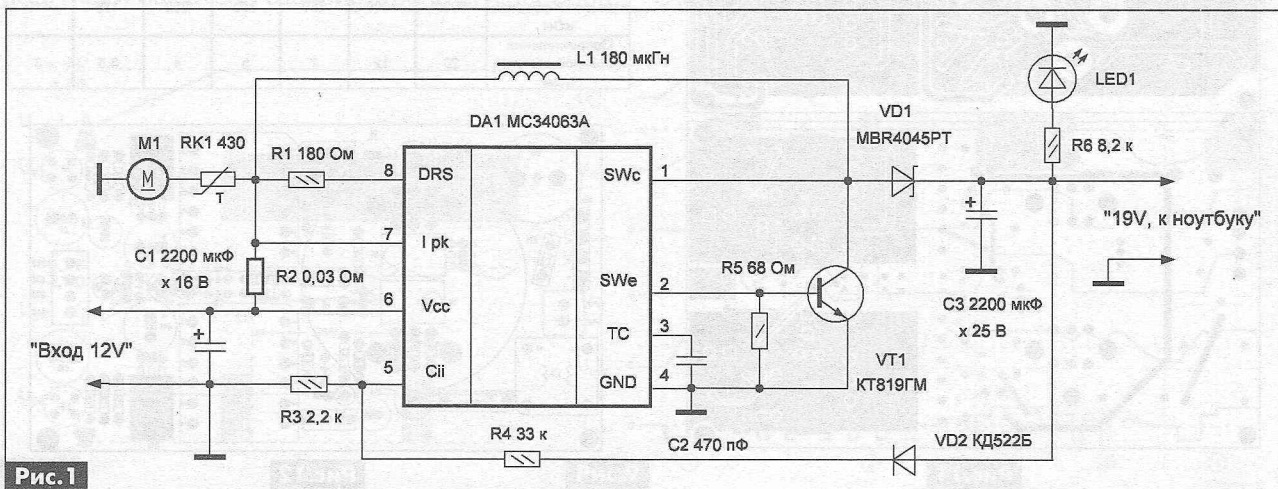 L1 180 мкГн
LED1
DA1 MC34063A
VD1
MBR4045PT
M1
RK1 430
R1 180 Ом
R6 8,2 к
M
T
8
DRS
SWc
1
7
I pk
"19V, к ноутбуку"
C1 2200 мкФ
x 16 В
R2 0,03 Ом
R5 68 Ом
SWe
2
6
Vcc
+
C3 2200 мкФ
x 25 В
+
TC
3
"Вход 12V"
5
Cii
VT1
КТ819ГМ
GND
4
R3 2,2 к
R4 33 к
C2 470 пФ
VD2 КД522Б
Рис.1